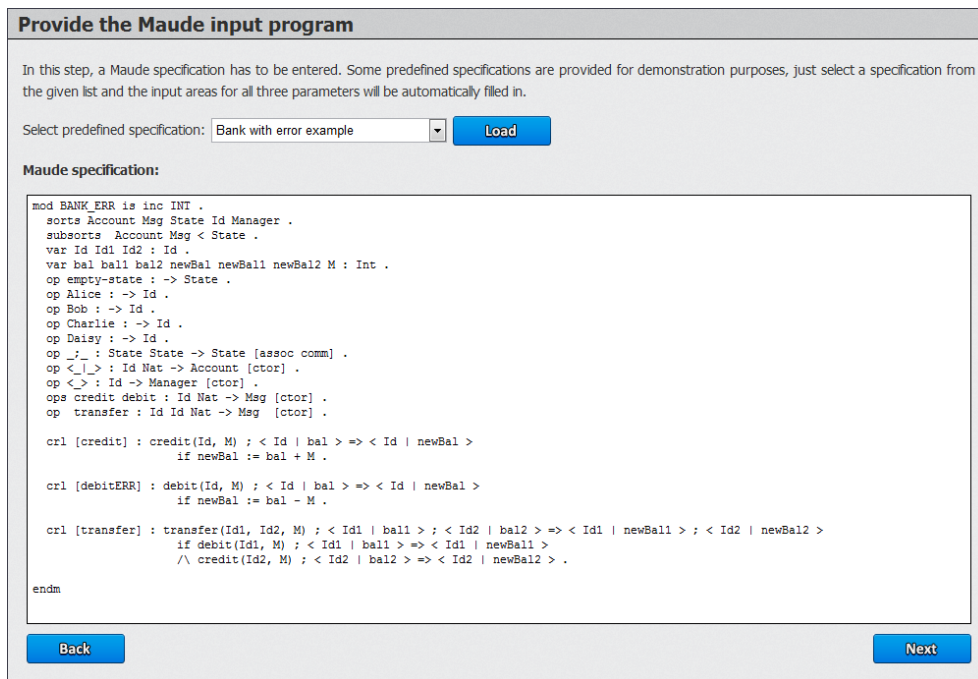 Provide the Maude input program
In this step, a Maude specification has to be entered. Some predefined specifications are provided for demonstration purposes, just select a specification from
the given list and the input areas for all three parameters will be automatically filled in.
Select predefined specification: Bank with error example Load
Maude specification:
mod BANK_ERR is inc INT .
  sorts Account Msg State Id Manager .
  subsorts  Account Msg < State .
  var Id Id1 Id2 : Id .
  var bal bal1 bal2 newBal newBal1 newBal2 M : Int .
  op empty-state : -> State .
  op Alice : -> Id .
  op Bob : -> Id .
  op Charlie : -> Id .
  op Daisy : -> Id .
  op _;_ : State State -> State [assoc comm] .
  op <_|_> : Id Nat -> Account [ctor] .
  op <_> : Id -> Manager [ctor] .
  ops credit debit : Id Nat -> Msg [ctor] .
  op  transfer : Id Id Nat -> Msg  [ctor] .
  crl [credit] : credit(Id, M) ; < Id | bal > => < Id | newBal >
                    if newBal := bal + M .
  crl [debitERR] : debit(Id, M) ; < Id | bal > => < Id | newBal >
                    if newBal := bal - M .
  crl [transfer] : transfer(Id1, Id2, M) ; < Id1 | bal1 > ; < Id2 | bal2 > => < Id1 | newBal1 > ; < Id2 | newBal2 >
                    if debit(Id1, M) ; < Id1 | bal1 > => < Id1 | newBal1 >
                    /\ credit(Id2, M) ; < Id2 | bal2 > => < Id2 | newBal2 > .
endm
Back Next